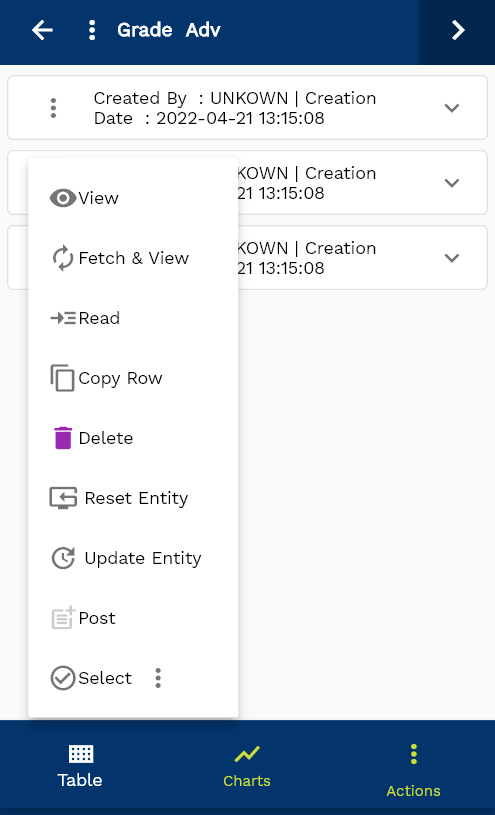 Grade Adv
Created By : UNKOWN | Creation
Date : 2022-04-21 13:15:08
KOWN | Creation
21 13:15:08
KOWN | Creation
21 13:15:08
View
Fetch & View
Read
Copy Row
Delete
Reset Entity
Update Entity
Post
Select
Table
Charts
Actions